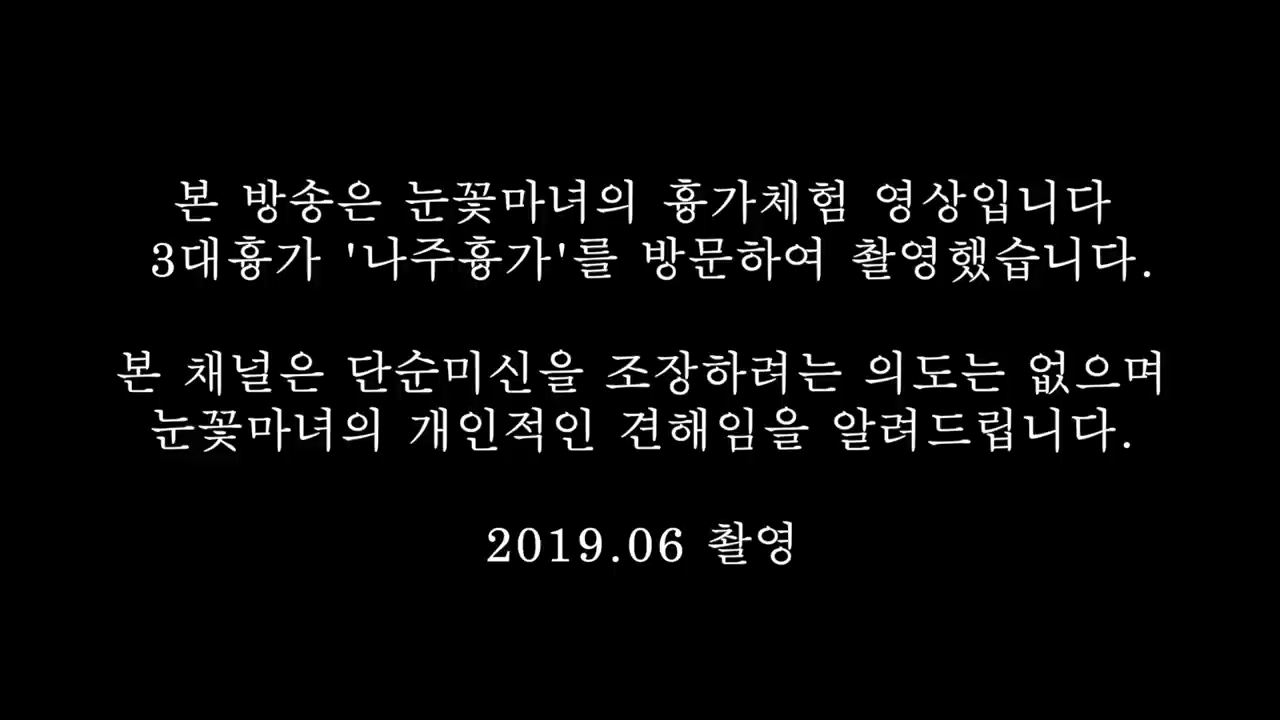 본 방송은 눈꽃마녀의 흉가체험 영상입니다
3대흉가 '나주흉가'를 방문하여 촬영했습니다.
본 채널은 단순미신을 조장하려는 의도는 없으며
눈꽃마녀의 개인적인 견해임을 알려드립니다.
2019.06 촬영